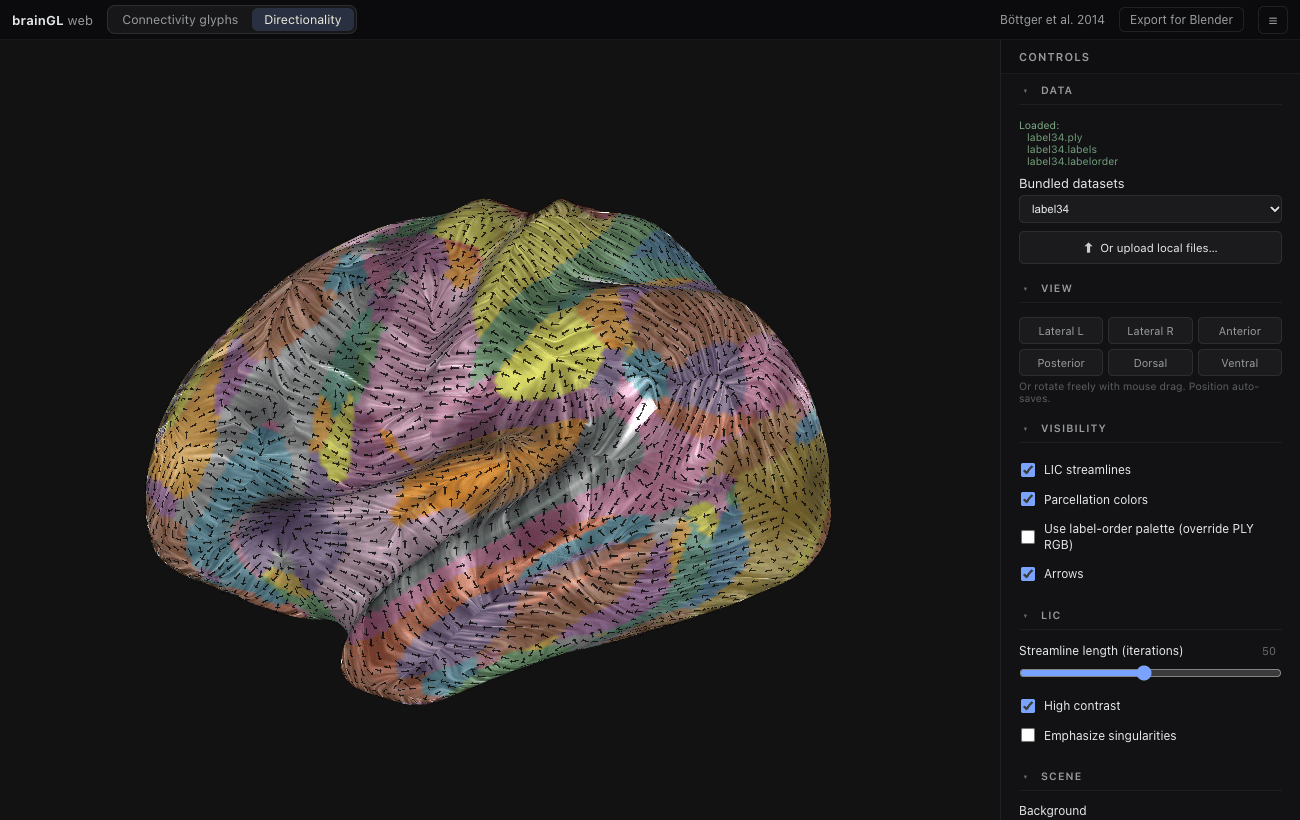 brainGL web
Connectivity glyphs
Directionality
Böttger et al. 2014
Export for Blender
≡
CONTROLS
DATA
Loaded:
label34.ply
label34.labels
label34.labelorder
Bundled datasets
label34
⬆ Or upload local files...
VIEW
Lateral L
Lateral R
Anterior
Posterior
Dorsal
Ventral
Or rotate freely with mouse drag. Position auto-
saves.
VISIBILITY
LIC streamlines
Parcellation colors
Use label-order palette (override PLY
RGB)
Arrows
LIC
Streamline length (iterations) 50
High contrast
Emphasize singularities
SCENE
Background